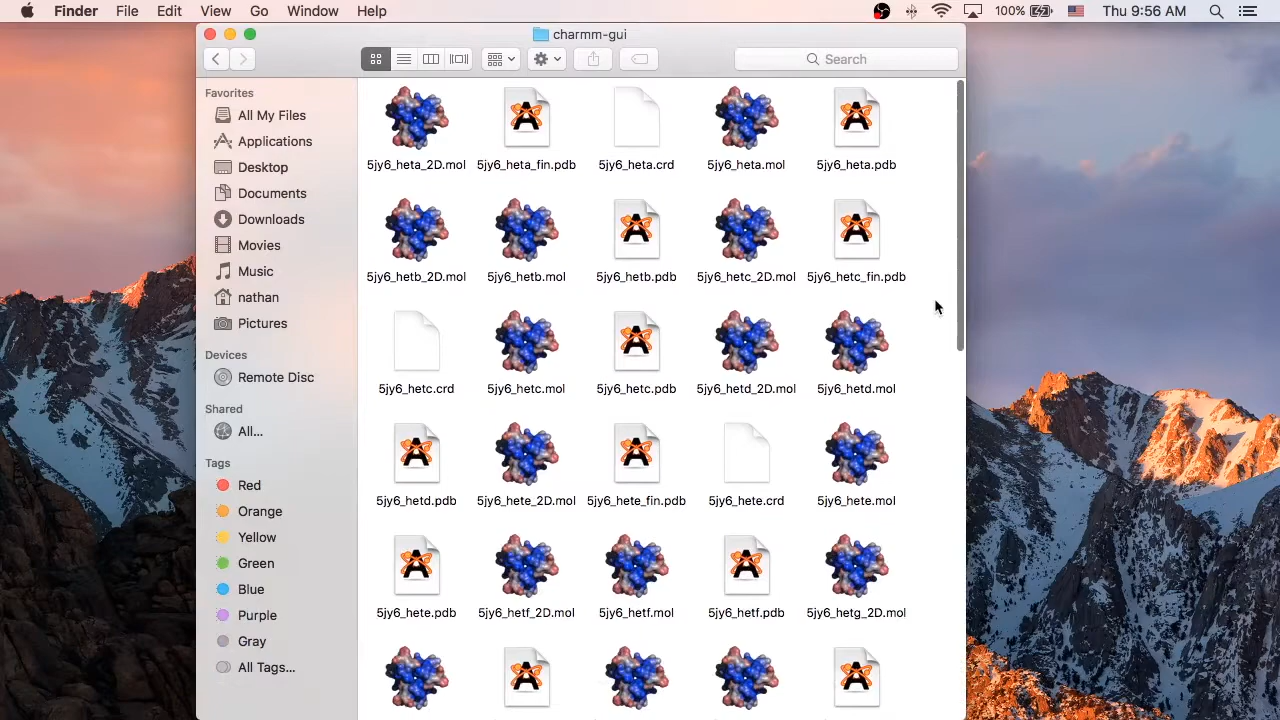 Finder File Edit View Go Window Help 100% Thu 9:56 AM
charmm-gui
Search
Favorites
All My Files
Applications
Desktop
Documents
Downloads
Movies
Music
nathan
Pictures
Devices
Remote Disc
Shared
All...
Tags
Red
Orange
Yellow
Green
Blue
Purple
Gray
All Tags...
5jy6_heta_2D.mol 5jy6_heta_fin.pdb 5jy6_heta.crd 5jy6_heta.mol 5jy6_heta.pdb
5jy6_hetb_2D.mol 5jy6_hetb.mol 5jy6_hetb.pdb 5jy6_hetc_2D.mol 5jy6_hetc_fin.pdb
5jy6_hetc.crd 5jy6_hetc.mol 5jy6_hetc.pdb 5jy6_hetd_2D.mol 5jy6_hetd.mol
5jy6_hetd.pdb 5jy6_hete_2D.mol 5jy6_hete_fin.pdb 5jy6_hete.crd 5jy6_hete.mol
5jy6_hete.pdb 5jy6_hetf_2D.mol 5jy6_hetf.mol 5jy6_hetf.pdb 5jy6_hetg_2D.mol